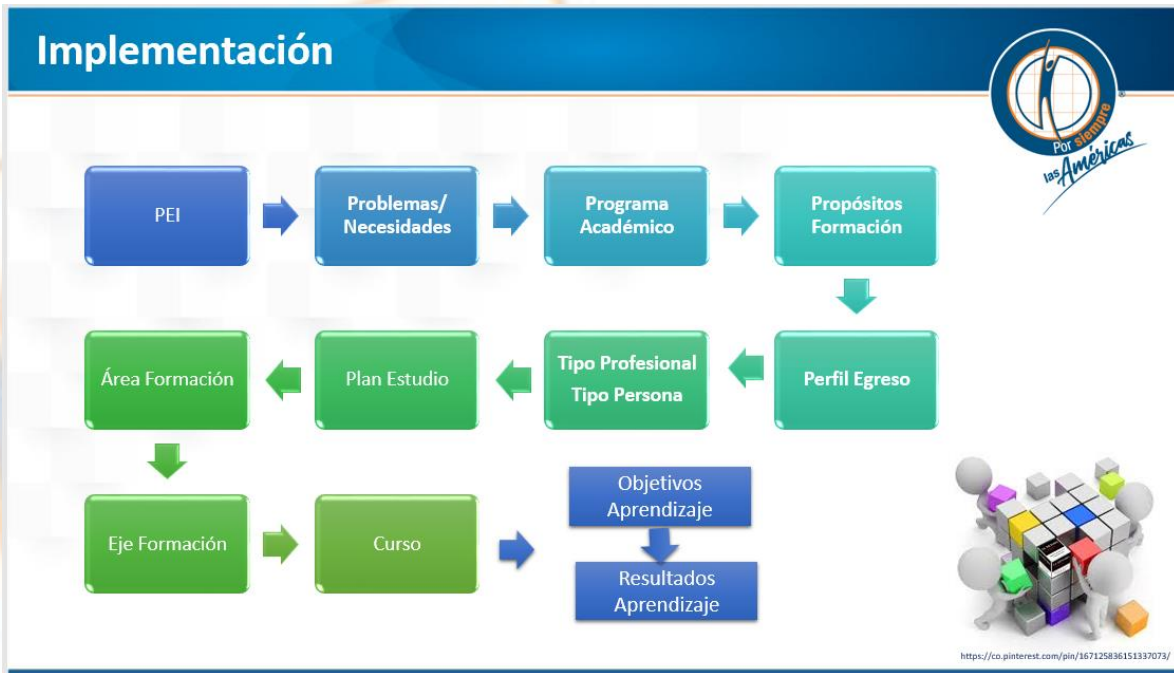 Implementación
Por siempre
las Américas
®
PEI
Problemas/
Necesidades
Programa
Académico
Propósitos
Formación
Perfil Egreso
Tipo Profesional
Tipo Persona
Plan Estudio
Área Formación
Eje Formación
Curso
Objetivos
Aprendizaje
Resultados
Aprendizaje
https://co.pinterest.com/pin/167125836151337073/